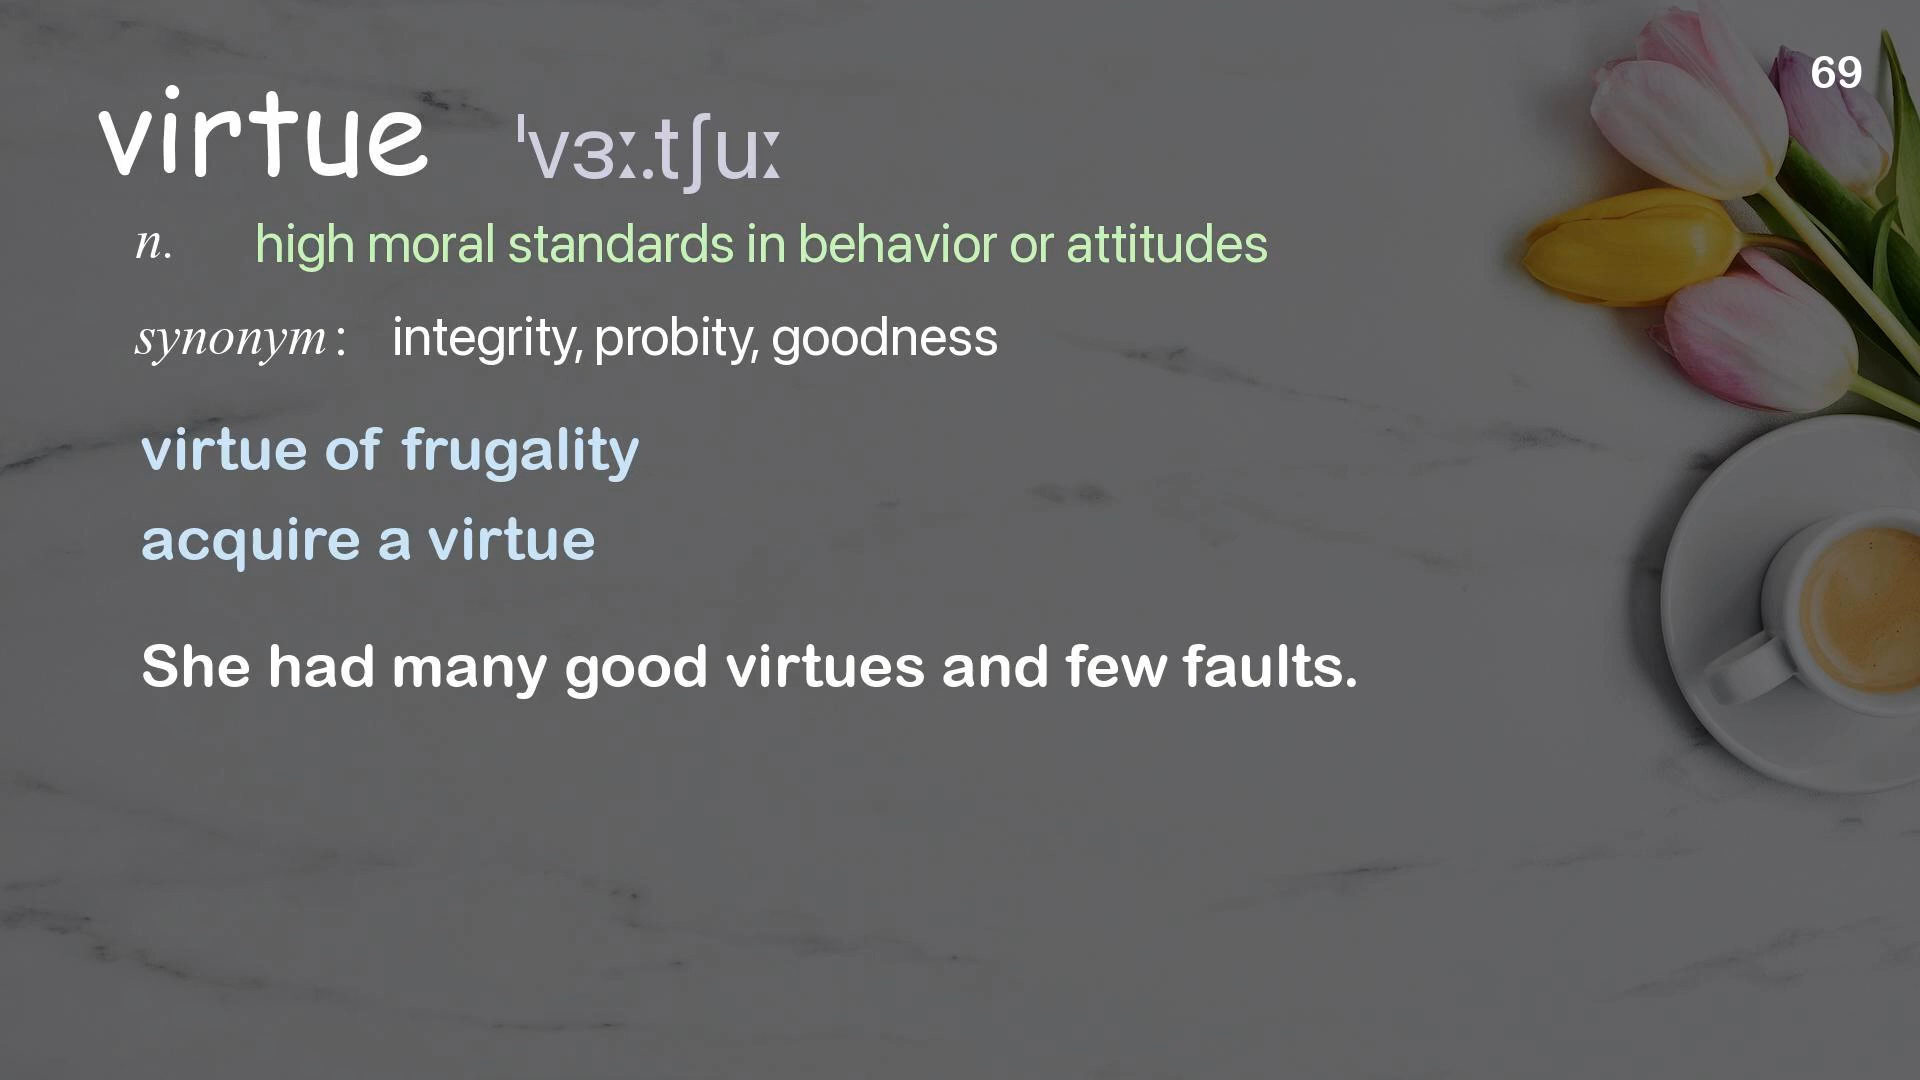 69
virtue ˈvɜː.tʃuː
n. high moral standards in behavior or attitudes
synonym: integrity, probity, goodness
virtue of frugality
acquire a virtue
She had many good virtues and few faults.